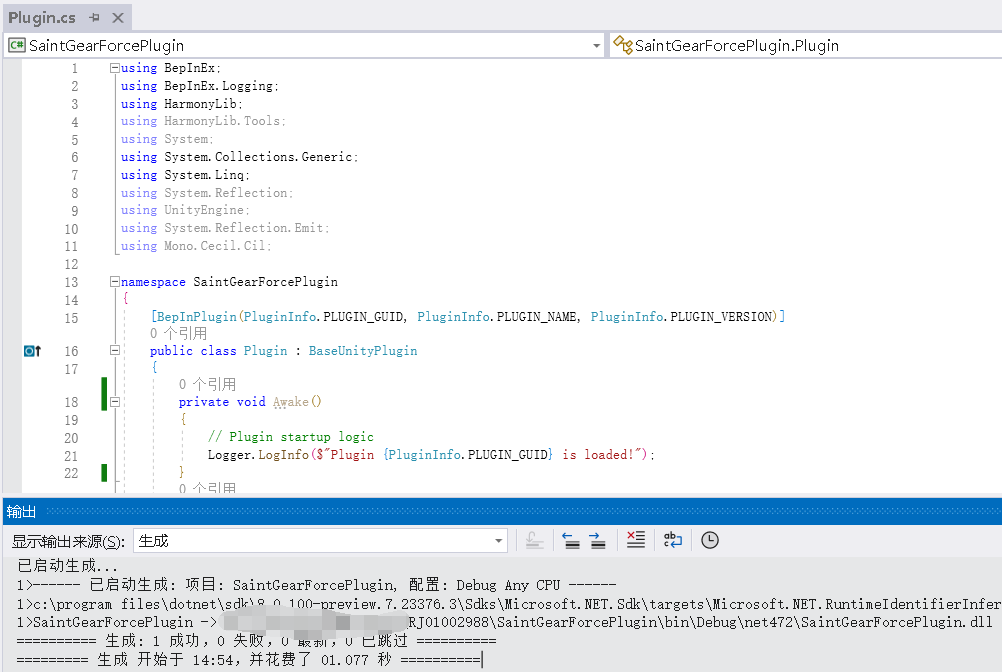 Plugin.cs
SaintGearForcePlugin SaintGearForcePlugin.Plugin
1 using BepInEx;
2 using BepInEx.Logging;
3 using HarmonyLib;
4 using HarmonyLib.Tools;
5 using System;
6 using System.Collections.Generic;
7 using System.Linq;
8 using System.Reflection;
9 using UnityEngine;
10 using System.Reflection.Emit;
11 using Mono.Cecil.Cil;
12
13 namespace SaintGearForcePlugin
14 {
15 [BepInPlugin(PluginInfo.PLUGIN_GUID, PluginInfo.PLUGIN_NAME, PluginInfo.PLUGIN_VERSION)]
0 个引用
16 public class Plugin : BaseUnityPlugin
17 {
0 个引用
18 private void Awake()
19 {
20 // Plugin startup logic
21 Logger.LogInfo($"Plugin {PluginInfo.PLUGIN_GUID} is loaded!");
22 }
0 个引用
输出
显示输出来源(S): 生成
已启动生成...
1>------ 已启动生成: 项目: SaintGearForcePlugin, 配置: Debug Any CPU ------
1>c:\program files\dotnet\sdk\8.0.100-preview.7.23376.3\Sdks\Microsoft.NET.Sdk\targets\Microsoft.NET.RuntimeIdentifierInfer
1>SaintGearForcePlugin -> RJ01002988\SaintGearForcePlugin\bin\Debug\net472\SaintGearForcePlugin.dll
========== 生成: 1 成功，0 失败，0 最新，0 已跳过 ==========
========= 生成 开始于 14:54，并花费了 01.077 秒 ==========